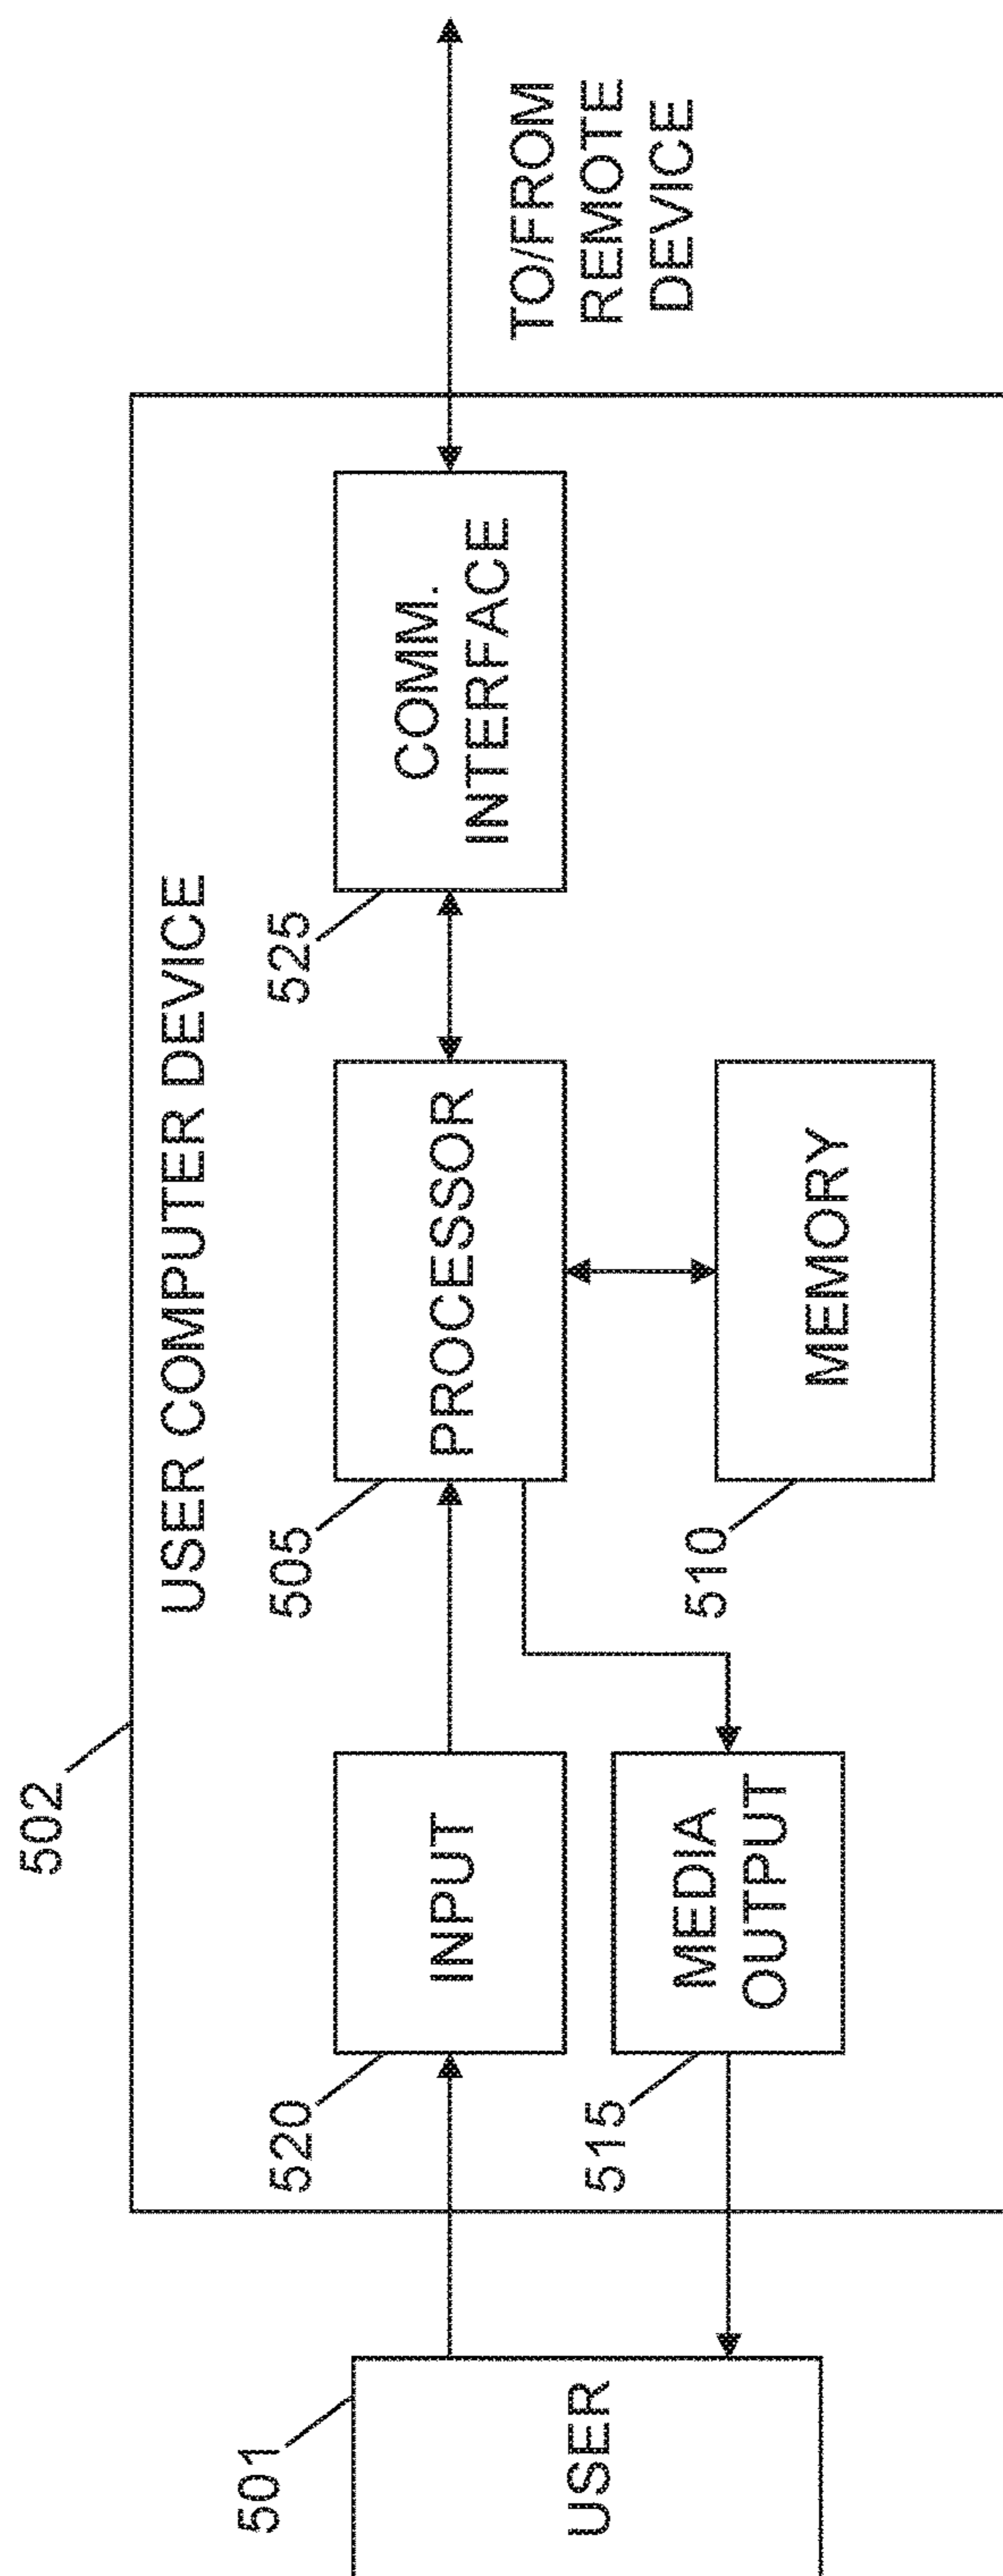 502
USER COMPUTER DEVICE
501
USER
520
INPUT
505
PROCESSOR
525
COMM.
INTERFACE
TO/FROM
REMOTE
DEVICE
515
MEDIA
OUTPUT
510
MEMORY